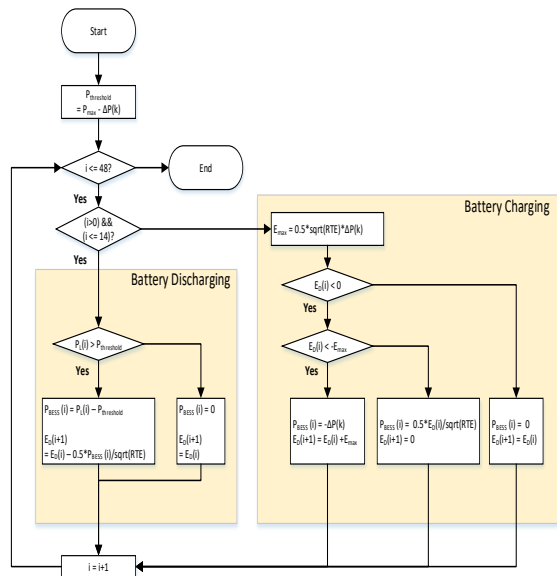 Start
P_threshold
= P_max - ΔP(k)
i <= 48?
End
Yes
(i>0) &&
(i <= 14)?
Yes
Battery Charging
E_max = 0.5*sqrt(RTE)*ΔP(k)
E_D(i) < 0
Yes
E_D(i) < -E_max
Yes
P_BESS (i) = -ΔP(k)
E_D(i+1) = E_D(i) +E_max
P_BESS (i) = 0.5*E_D(i)/sqrt(RTE)
E_D(i+1) = 0
P_BESS (i) = 0
E_D(i+1) = E_D(i)
Battery Discharging
P_L(i) > P_threshold
Yes
P_BESS (i) = P_L(i) – P_threshold
E_D(i+1)
= E_D(i) – 0.5*P_BESS (i)/sqrt(RTE)
P_BESS (i) = 0
E_D(i+1)
= E_D(i)
i = i+1